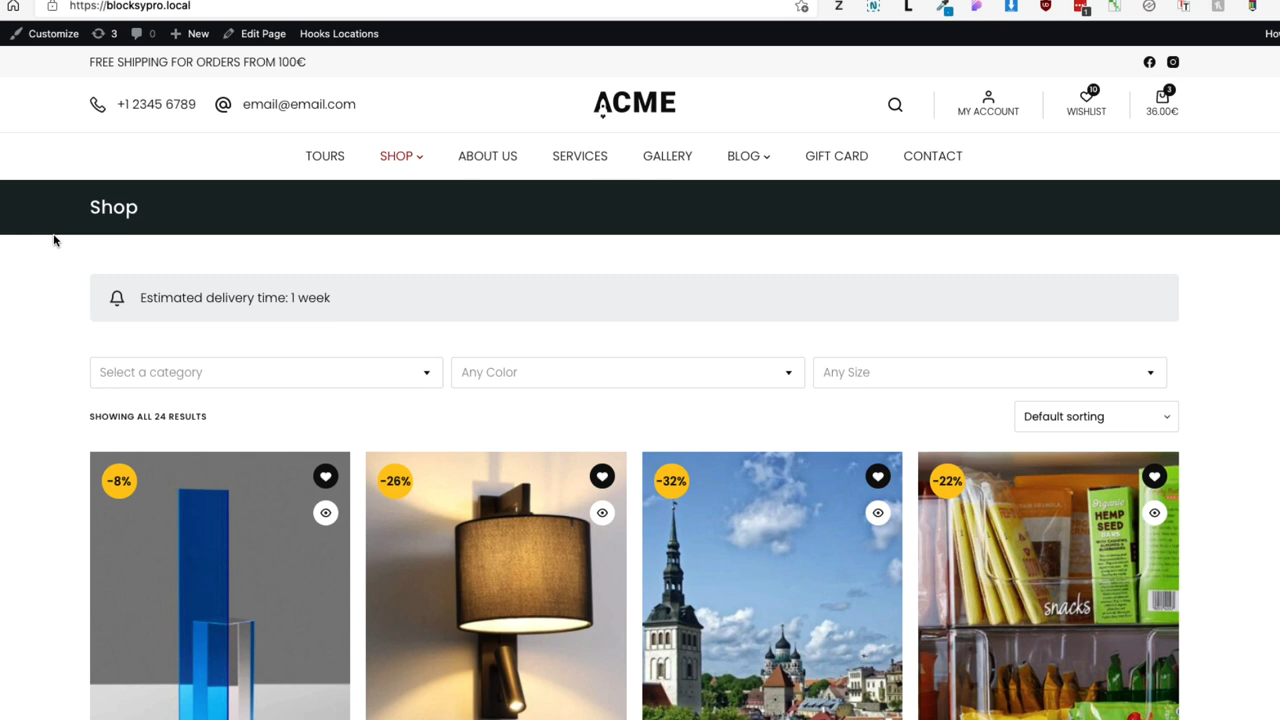 https://blocksypro.local
Customize 3 0 New Edit Page Hooks Locations
FREE SHIPPING FOR ORDERS FROM 100€
+1 2345 6789 email@email.com
ACME
MY ACCOUNT
10
WISHLIST
3
36.00€
TOURS SHOP ABOUT US SERVICES GALLERY BLOG GIFT CARD CONTACT
Shop
Estimated delivery time: 1 week
Select a category Any Color Any Size
SHOWING ALL 24 RESULTS
Default sorting
-8% -26% -32% -22%
Organic
HEMP
SEED
BARS
snacks